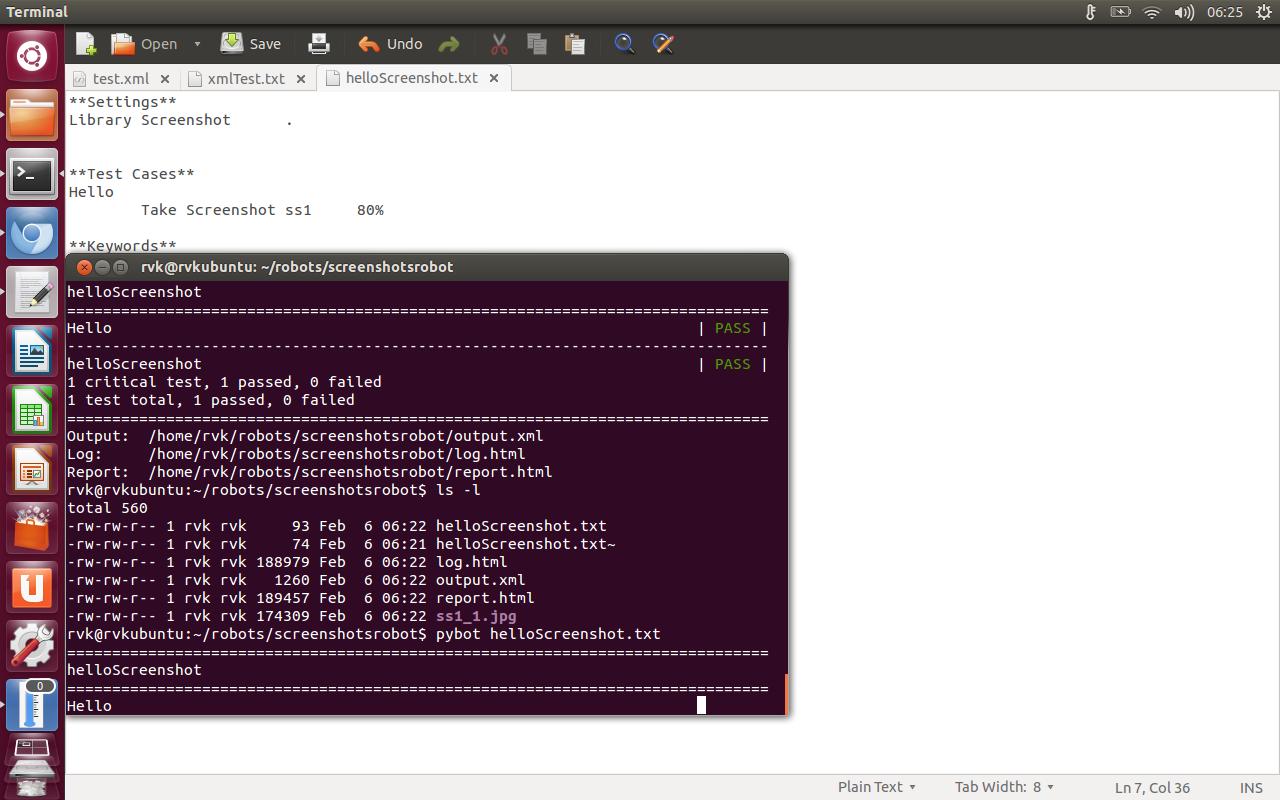 Terminal
06:25
Open
Save
Undo
test.xml
xmlTest.txt
helloScreenshot.txt
**Settings**
Library Screenshot      .
**Test Cases**
Hello
        Take Screenshot ss1     80%
**Keywords**
rvk@rvkubuntu: ~/robots/screenshotsrobot
helloScreenshot
==============================================================================
Hello                                                                 | PASS |
------------------------------------------------------------------------------
helloScreenshot                                                       | PASS |
1 critical test, 1 passed, 0 failed
1 test total, 1 passed, 0 failed
==============================================================================
Output:  /home/rvk/robots/screenshotsrobot/output.xml
Log:     /home/rvk/robots/screenshotsrobot/log.html
Report:  /home/rvk/robots/screenshotsrobot/report.html
rvk@rvkubuntu:~/robots/screenshotsrobot$ ls -l
total 560
-rw-rw-r-- 1 rvk rvk     93 Feb  6 06:22 helloScreenshot.txt
-rw-rw-r-- 1 rvk rvk     74 Feb  6 06:21 helloScreenshot.txt~
-rw-rw-r-- 1 rvk rvk 188979 Feb  6 06:22 log.html
-rw-rw-r-- 1 rvk rvk   1260 Feb  6 06:22 output.xml
-rw-rw-r-- 1 rvk rvk 189457 Feb  6 06:22 report.html
-rw-rw-r-- 1 rvk rvk 174309 Feb  6 06:22 ss1_1.jpg
rvk@rvkubuntu:~/robots/screenshotsrobot$ pybot helloScreenshot.txt
==============================================================================
helloScreenshot
==============================================================================
Hello
0
Plain Text
Tab Width: 8
Ln 7, Col 36
INS